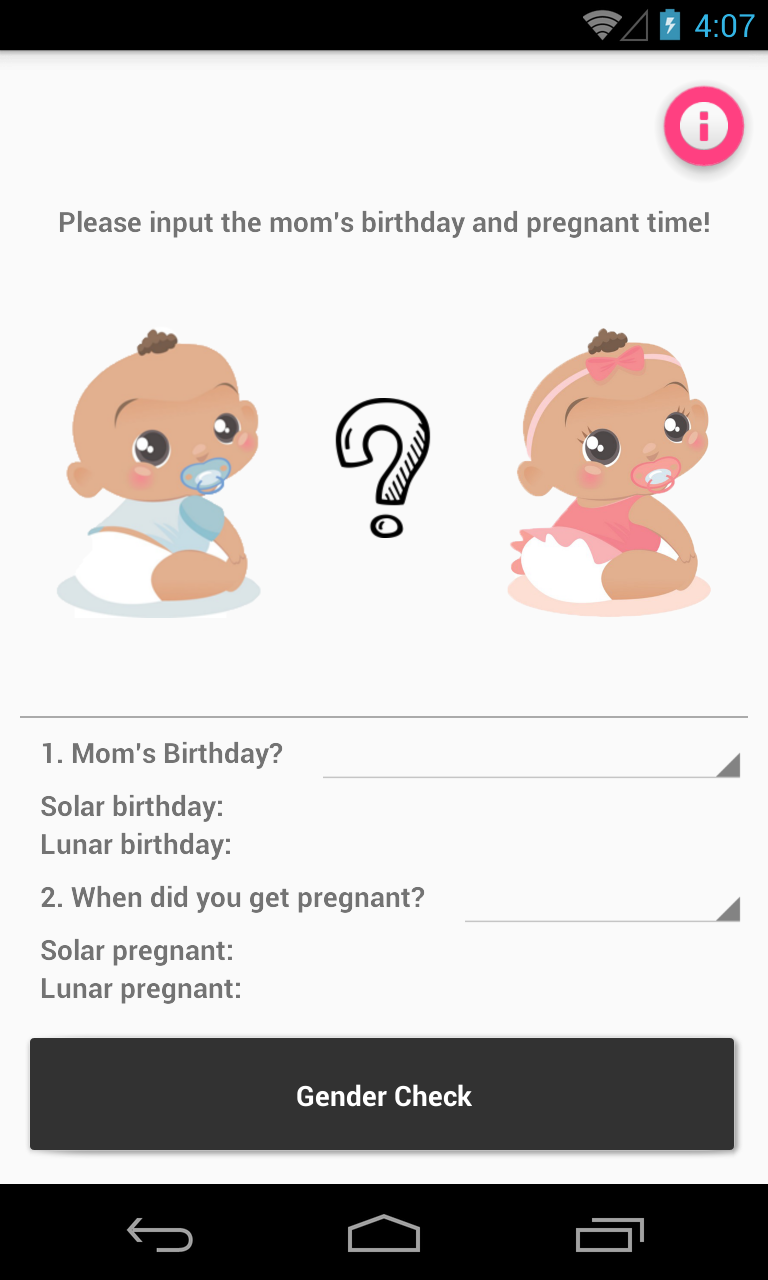 4:07
Please input the mom's birthday and pregnant time!
1. Mom's Birthday?
Solar birthday:
Lunar birthday:
2. When did you get pregnant?
Solar pregnant:
Lunar pregnant:
Gender Check